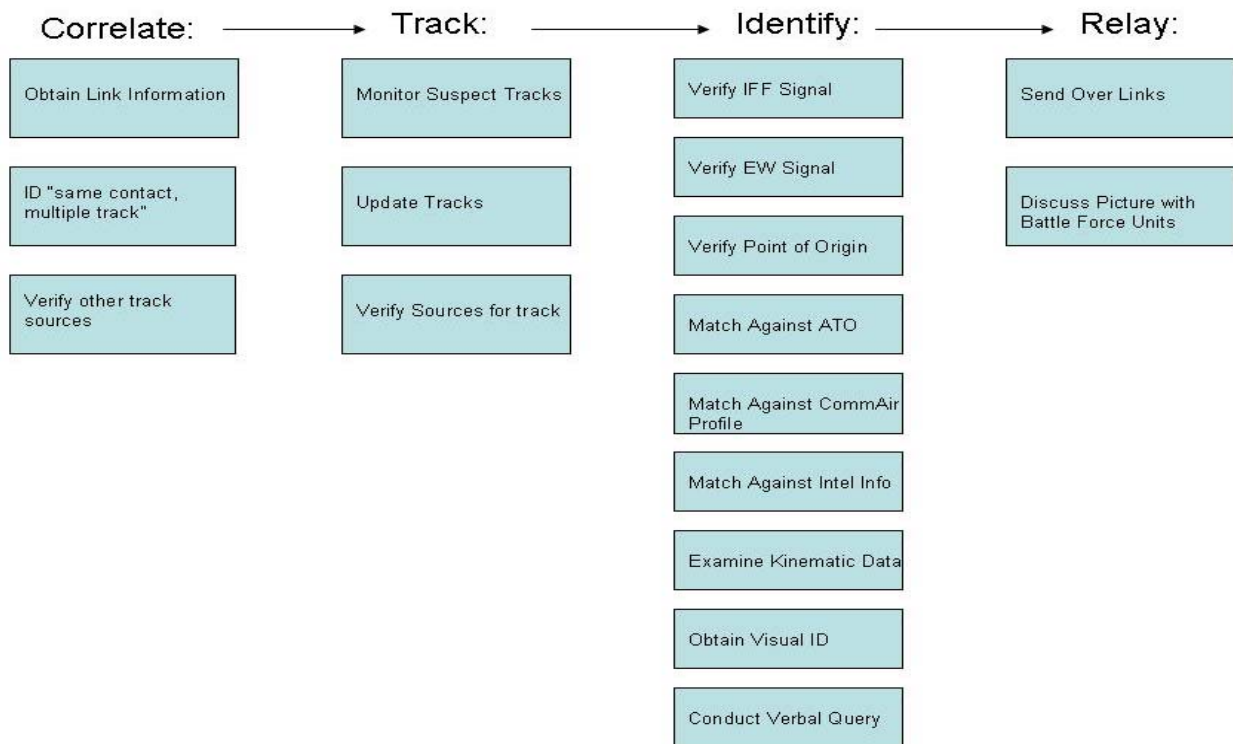 Correlate:
Track:
Identify:
Relay:
Obtain Link Information
ID "same contact,
multiple track"
Verify other track
sources
Monitor Suspect Tracks
Update Tracks
Verify Sources for track
Verify IFF Signal
Verify EW Signal
Verify Point of Origin
Match Against ATO
Match Against CommAir
Profile
Match Against Intel Info
Examine Kinematic Data
Obtain Visual ID
Conduct Verbal Query
Send Over Links
Discuss Picture with
Battle Force Units